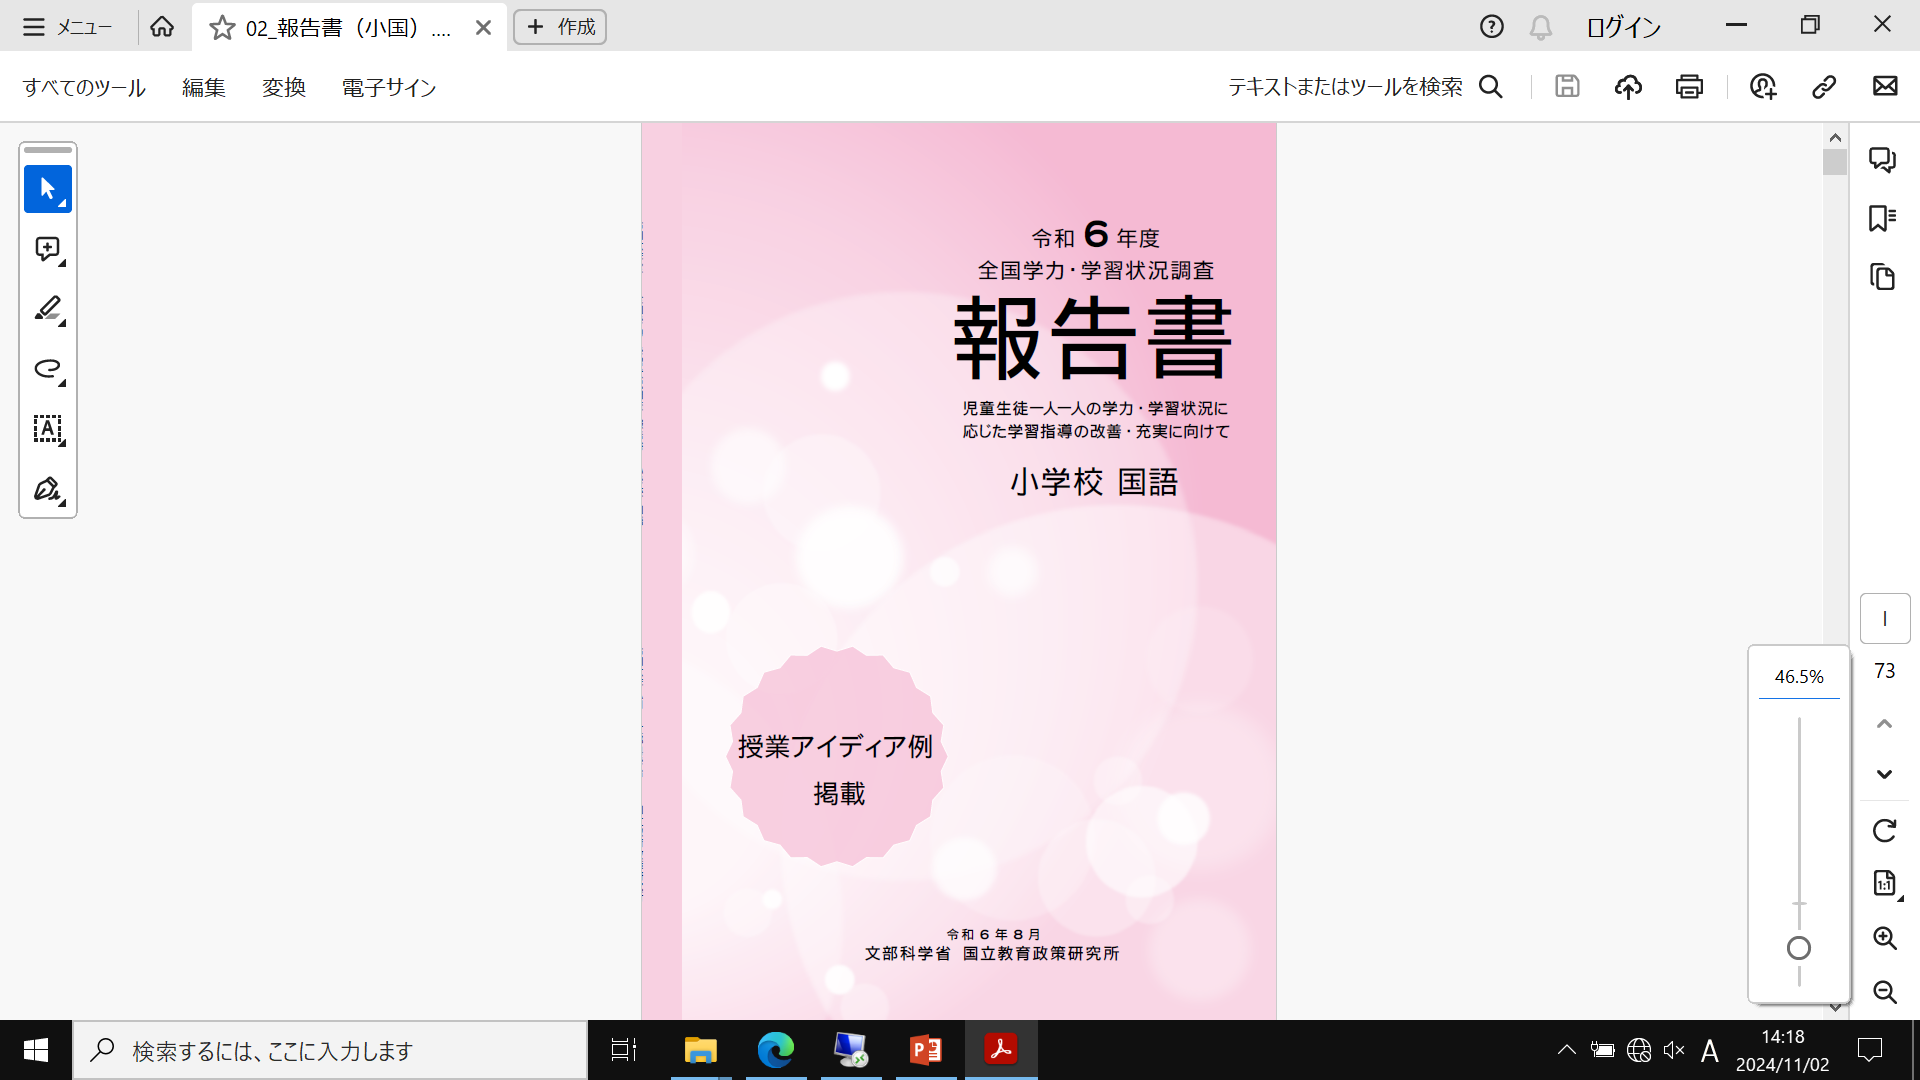 メニュー
02_報告書（小国）....
作成
ログイン
すべてのツール
編集
変換
電子サイン
テキストまたはツールを検索
令和 6 年度
全国学力・学習状況調査
報告書
児童生徒一人一人の学力・学習状況に
応じた学習指導の改善・充実に向けて
小学校 国語
授業アイディア例
掲載
令和 6 年 8 月
文部科学省 国立教育政策研究所
I
73
46.5%
検索するには、ここに入力します
A
14:18
2024/11/02